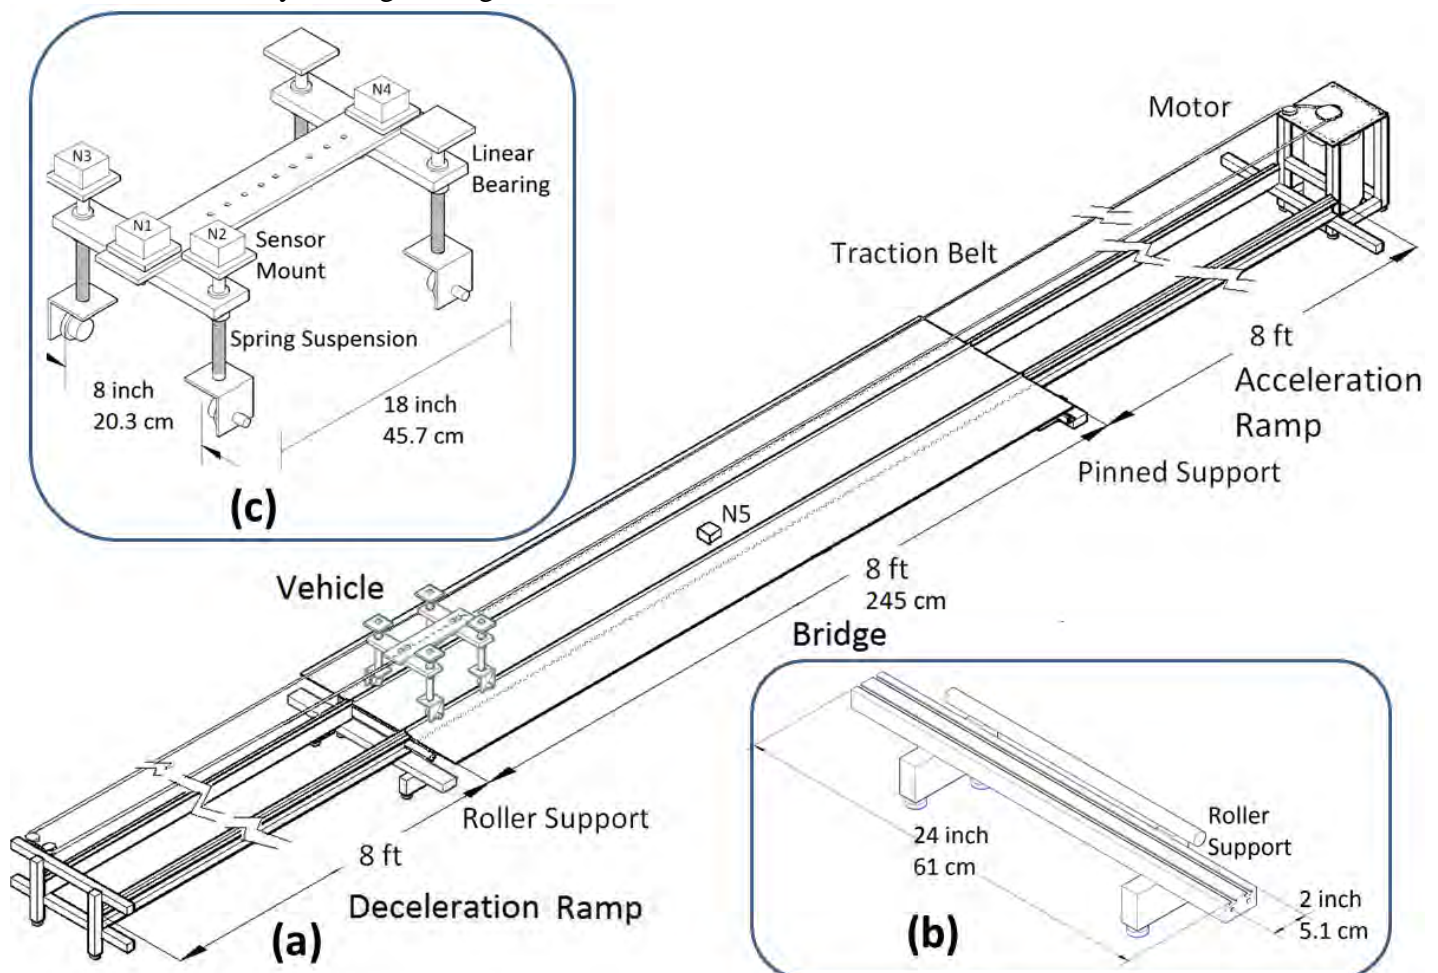 N4
N3
N1
N2
Linear
Bearing
Sensor
Mount
Spring Suspension
8 inch
20.3 cm
18 inch
45.7 cm
(c)
Motor
Traction Belt
8 ft
Acceleration
Ramp
Pinned Support
N5
Vehicle
8 ft
245 cm
Bridge
Roller Support
8 ft
Deceleration Ramp
(a)
Roller
Support
24 inch
61 cm
2 inch
5.1 cm
(b)